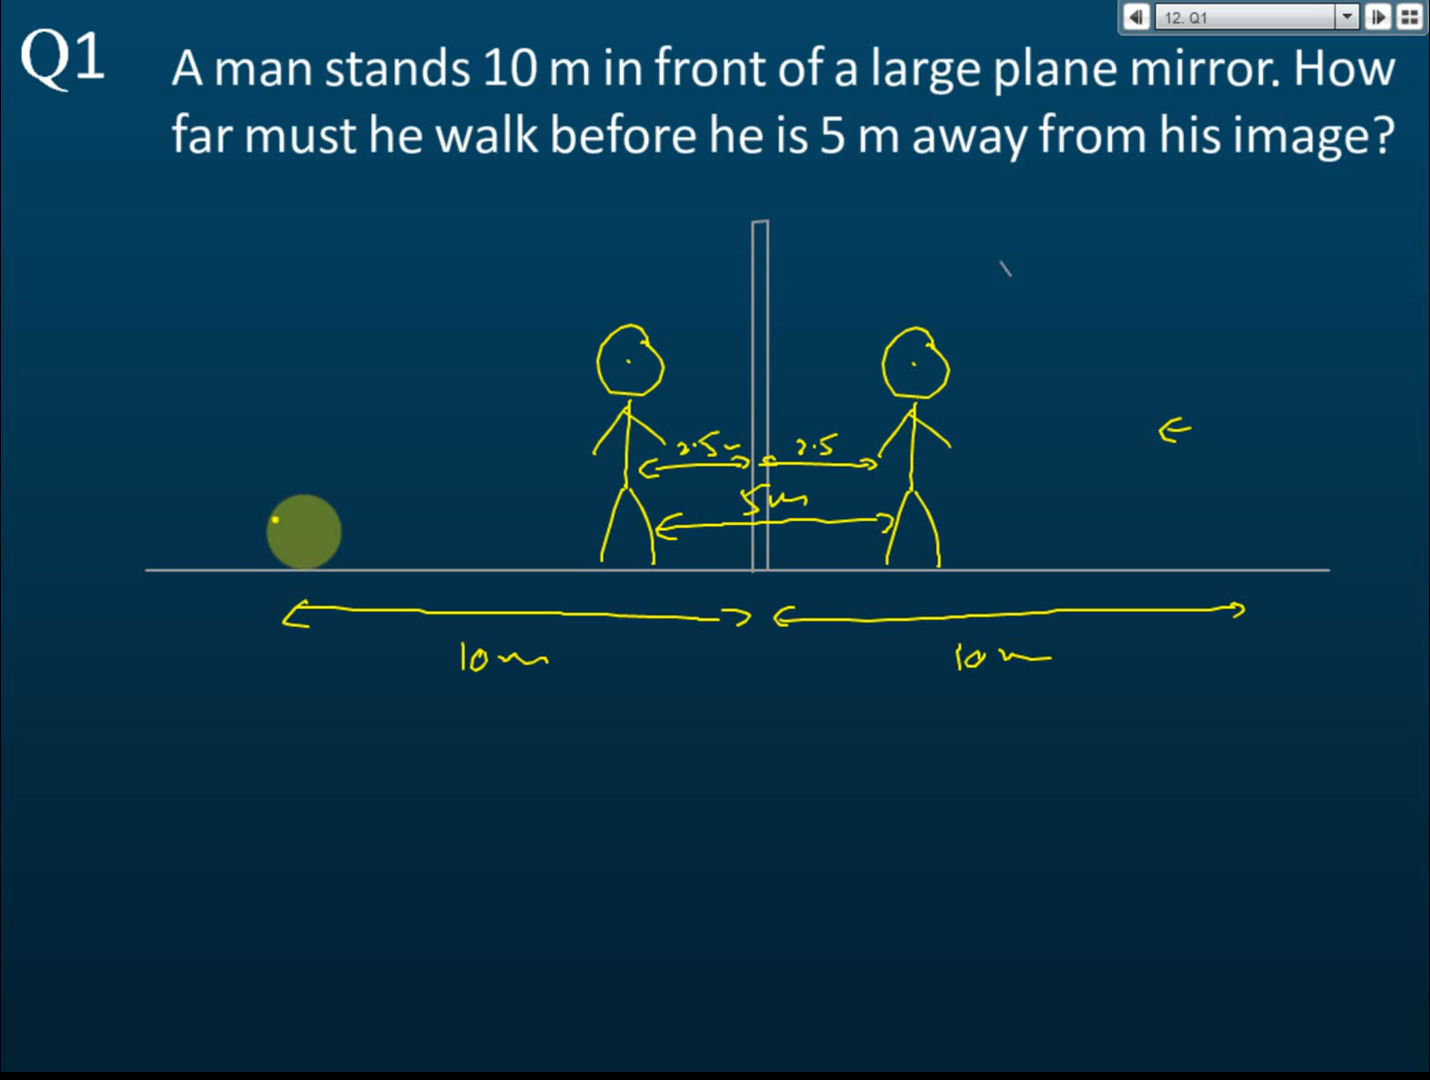 12. Q1
Q1
A man stands 10 m in front of a large plane mirror. How
far must he walk before he is 5 m away from his image?
2.5m 2.5
5m
10m 10m